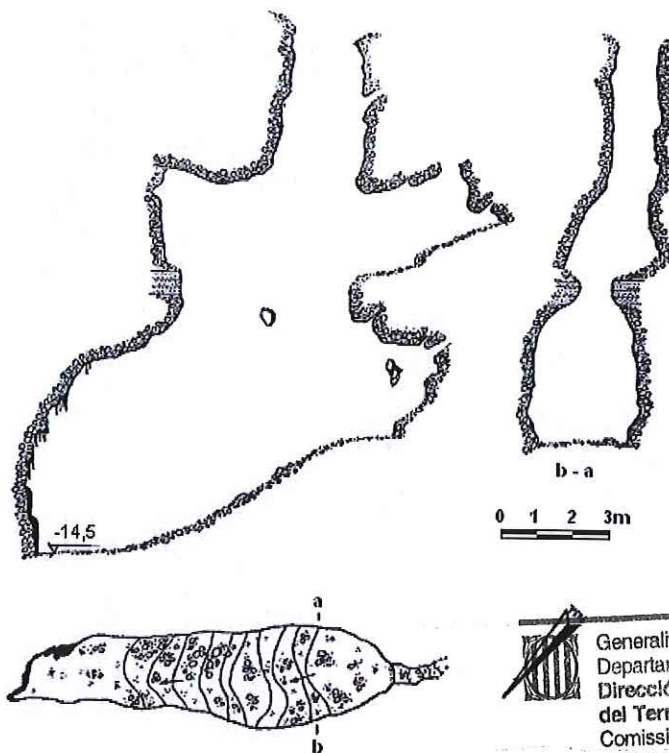 b - a
0 1 2 3m
-14,5
a
b
Generali
Departar
Direcció
del Terr
Comissi